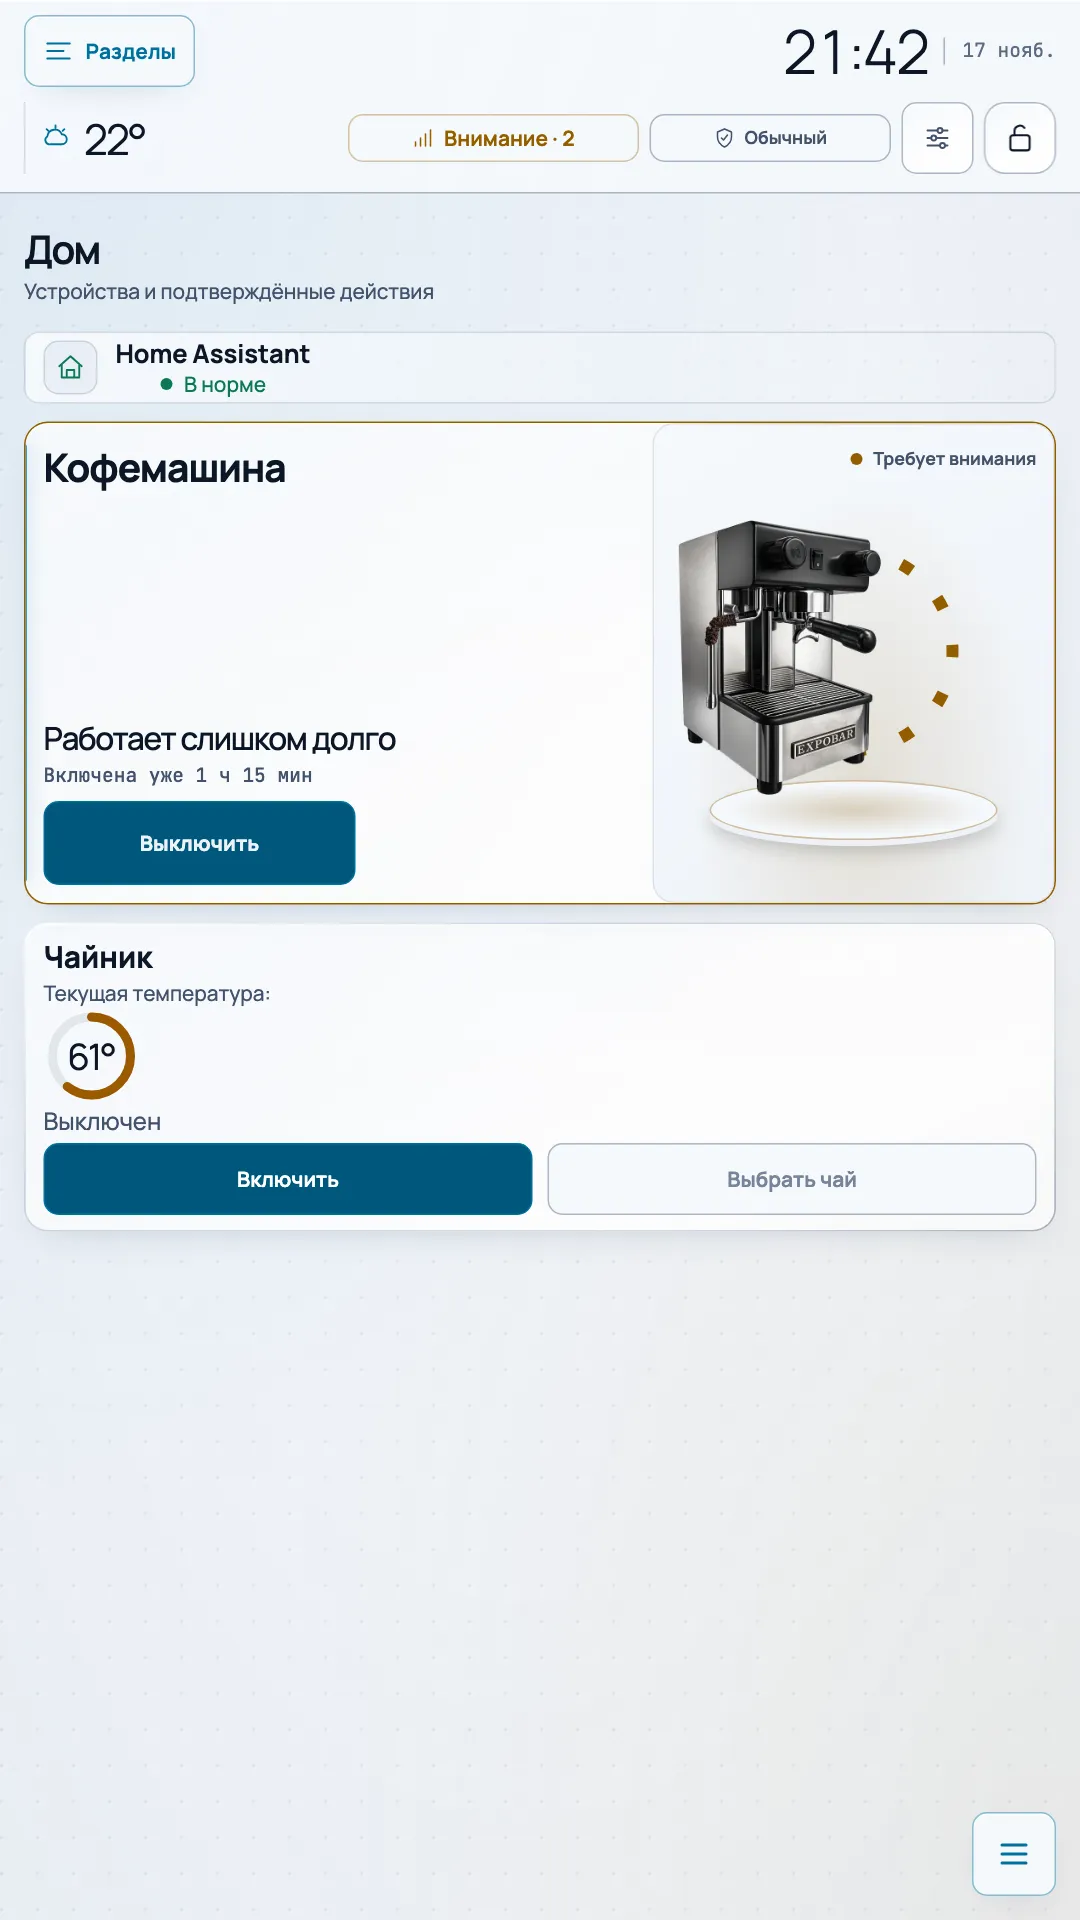 Разделы
21:42
17 нояб.
22°
Внимание · 2
Обычный
Дом
Устройства и подтверждённые действия
Home Assistant
В норме
Кофемашина
Требует внимания
EXPOBAR
Работает слишком долго
Включена уже 1 ч 15 мин
Выключить
Чайник
Текущая температура:
61°
Выключен
Включить
Выбрать чай